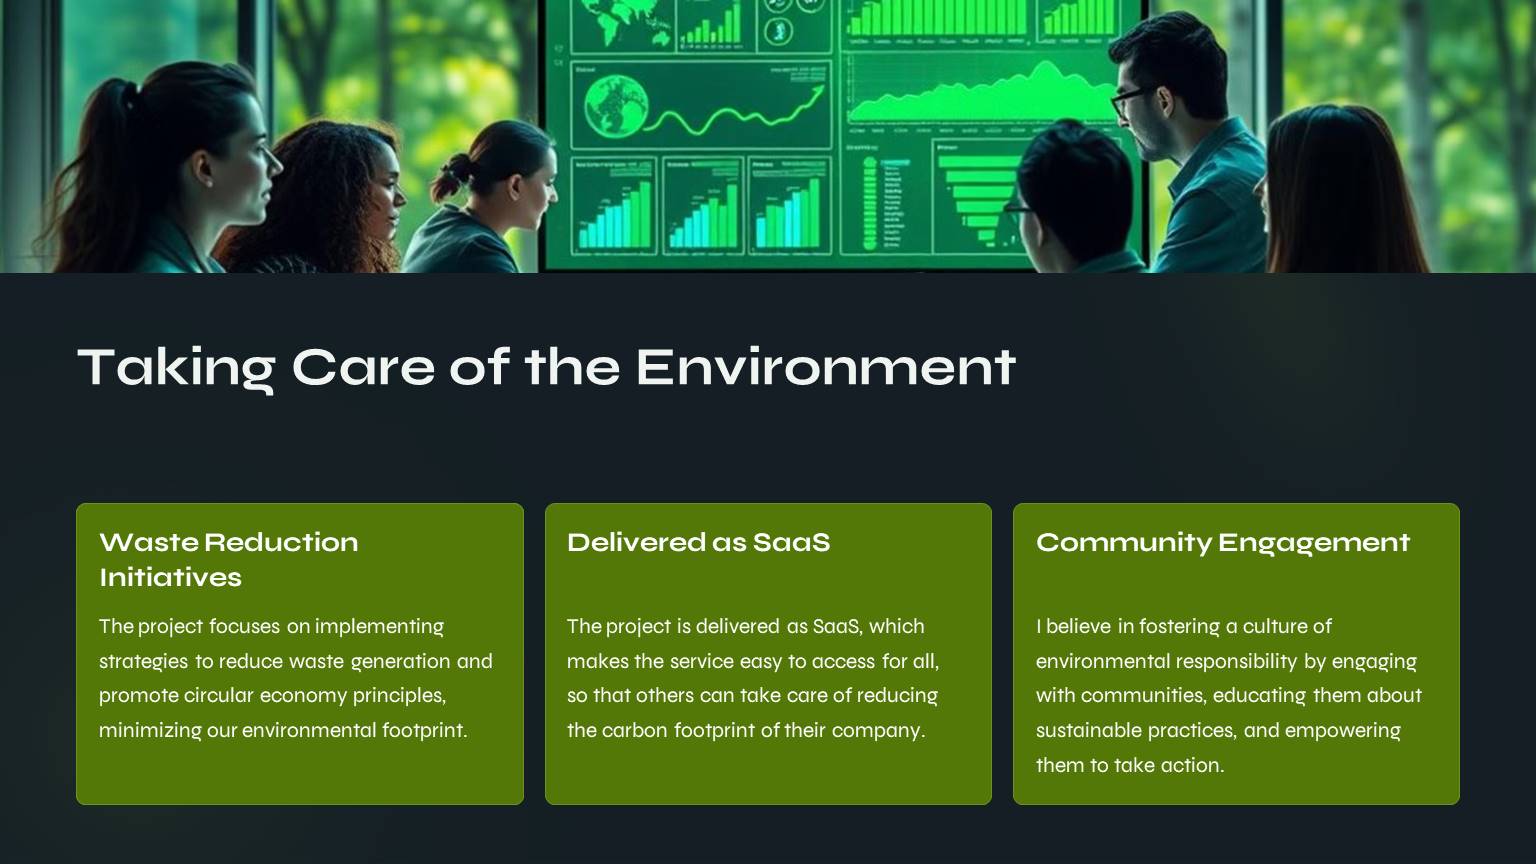 Taking Care of the Environment
Waste Reduction
Initiatives
The project focuses on implementing
strategies to reduce waste generation and
promote circular economy principles,
minimizing our environmental footprint.
Delivered as SaaS
The project is delivered as SaaS, which
makes the service easy to access for all,
so that others can take care of reducing
the carbon footprint of their company.
Community Engagement
I believe in fostering a culture of
environmental responsibility by engaging
with communities, educating them about
sustainable practices, and empowering
them to take action.